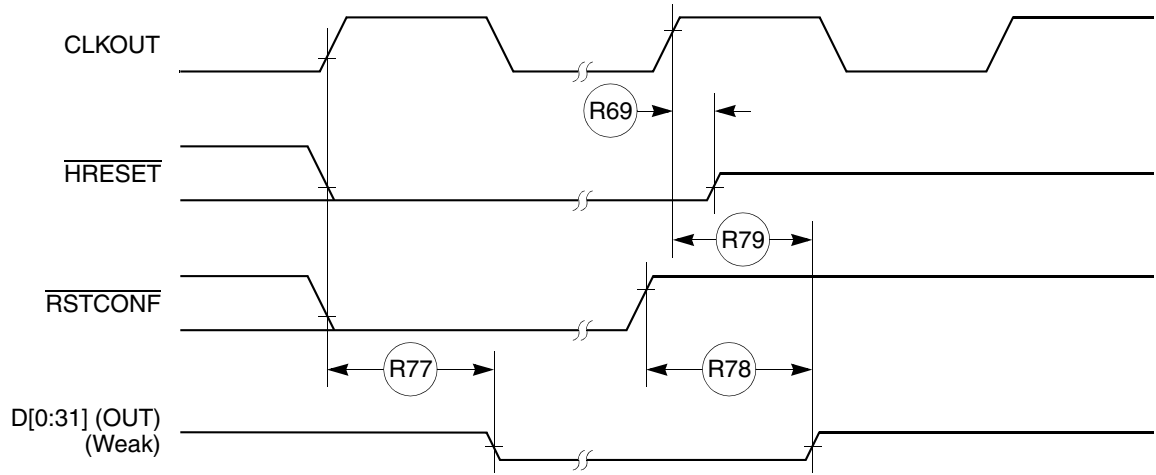 CLKOUT
R69
HRESET
R79
RSTCONF
R77
R78
D[0:31] (OUT)
(Weak)